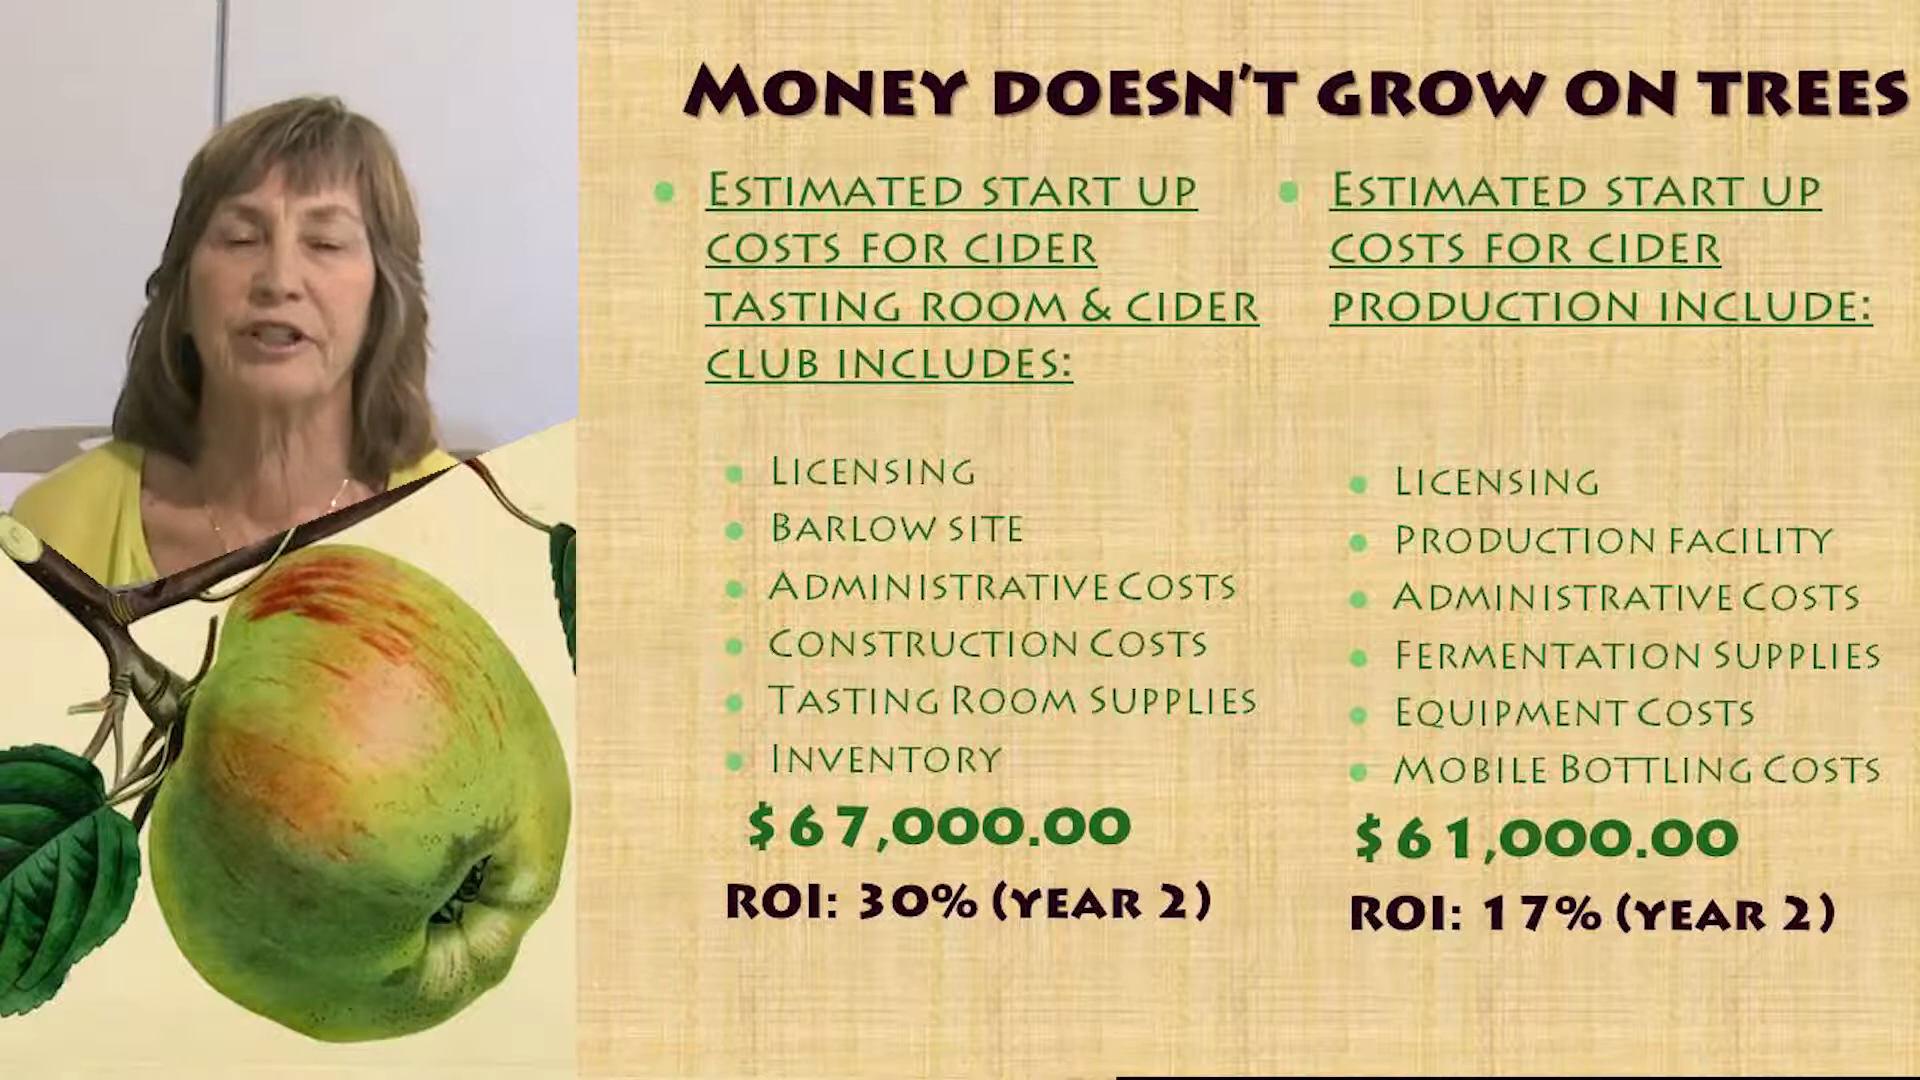 MONEY DOESN'T GROW ON TREES
ESTIMATED START UP
COSTS FOR CIDER
TASTING ROOM & CIDER
CLUB INCLUDES:
LICENSING
BARLOW SITE
ADMINISTRATIVE COSTS
CONSTRUCTION COSTS
TASTING ROOM SUPPLIES
INVENTORY
$67,000.00
ROI: 30% (YEAR 2)
ESTIMATED START UP
COSTS FOR CIDER
PRODUCTION INCLUDE:
LICENSING
PRODUCTION FACILITY
ADMINISTRATIVE COSTS
FERMENTATION SUPPLIES
EQUIPMENT COSTS
MOBILE BOTTLING COSTS
$61,000.00
ROI: 17% (YEAR 2)